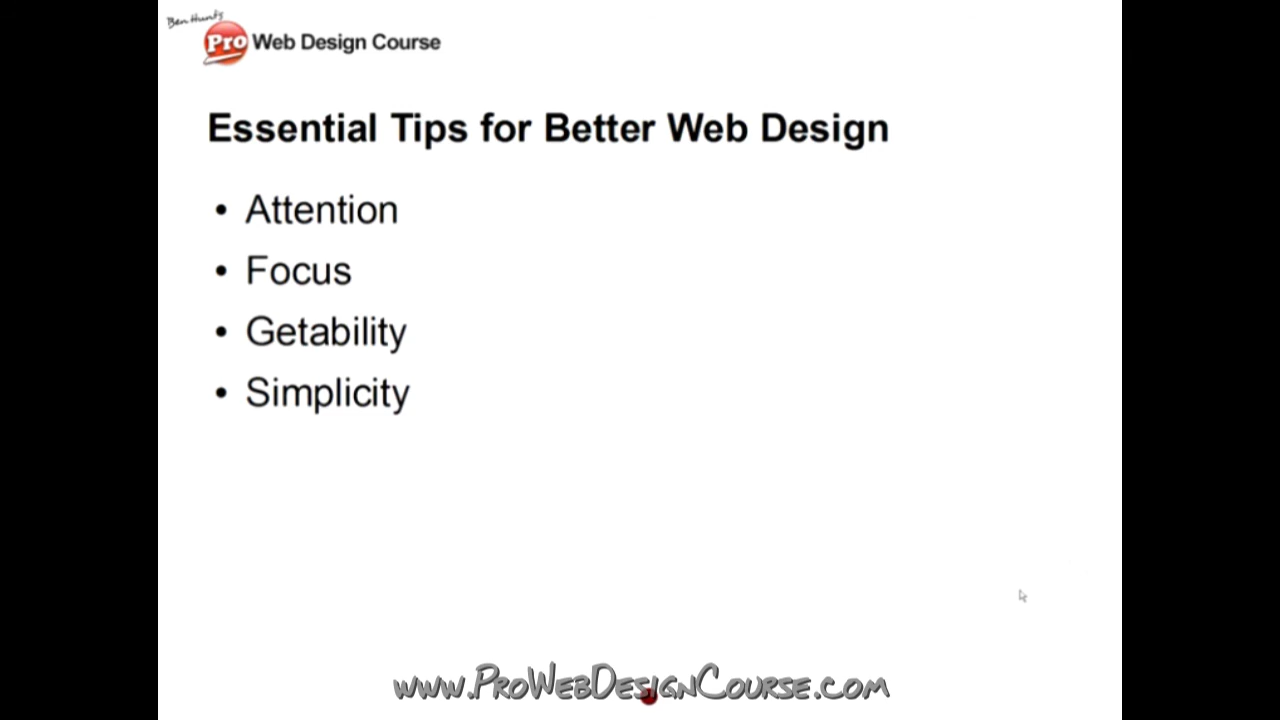 Ben Hunt's
Pro Web Design Course
Essential Tips for Better Web Design
• Attention
• Focus
• Getability
• Simplicity
www.ProWebDesignCourse.com